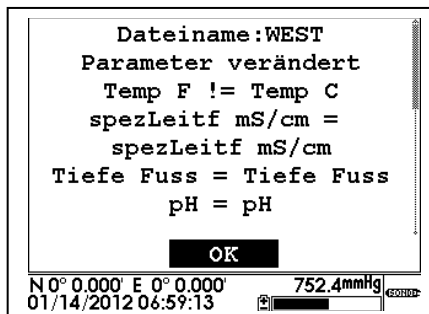 Dateiname:WEST
Parameter verändert
Temp F != Temp C
spezLeitf mS/cm =
spezLeitf mS/cm
Tiefe Fuss = Tiefe Fuss
pH = pH
OK
N 0° 0.000' E 0° 0.000' 752.4mmHg
01/14/2012 06:59:13 SONDE